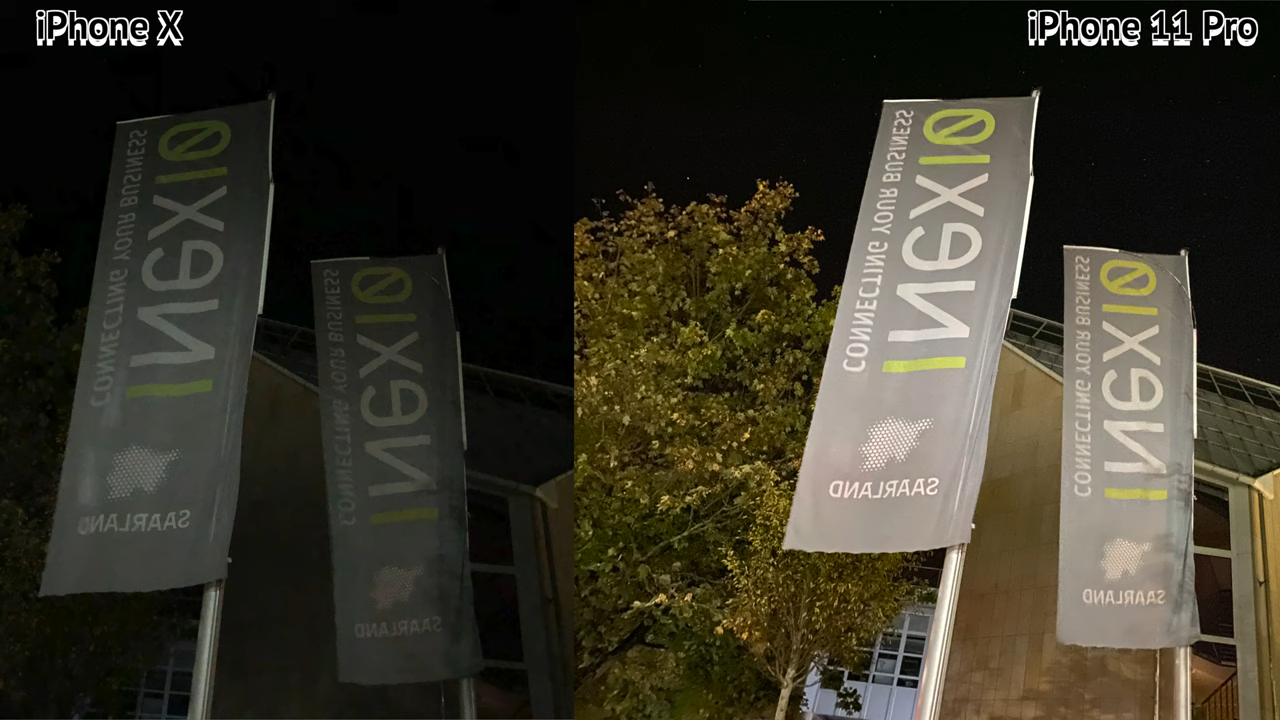 iPhone X
iPhone 11 Pro
inexio
CONNECTING YOUR BUSINESS
SAARLAND
inexio
CONNECTING YOUR BUSINESS
SAARLAND
inexio
CONNECTING YOUR BUSINESS
SAARLAND
inexio
CONNECTING YOUR BUSINESS
SAARLAND